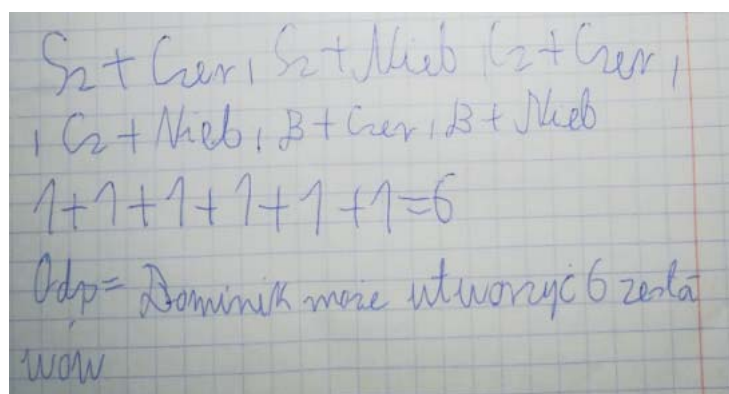 Sz + Czer, Sz + Nieb, Cz + Czer,
, Cz + Nieb, B + Czer, B + Nieb
1+1+1+1+1+1=6
Odp= Dominik może utworzyć 6 zesta
wów